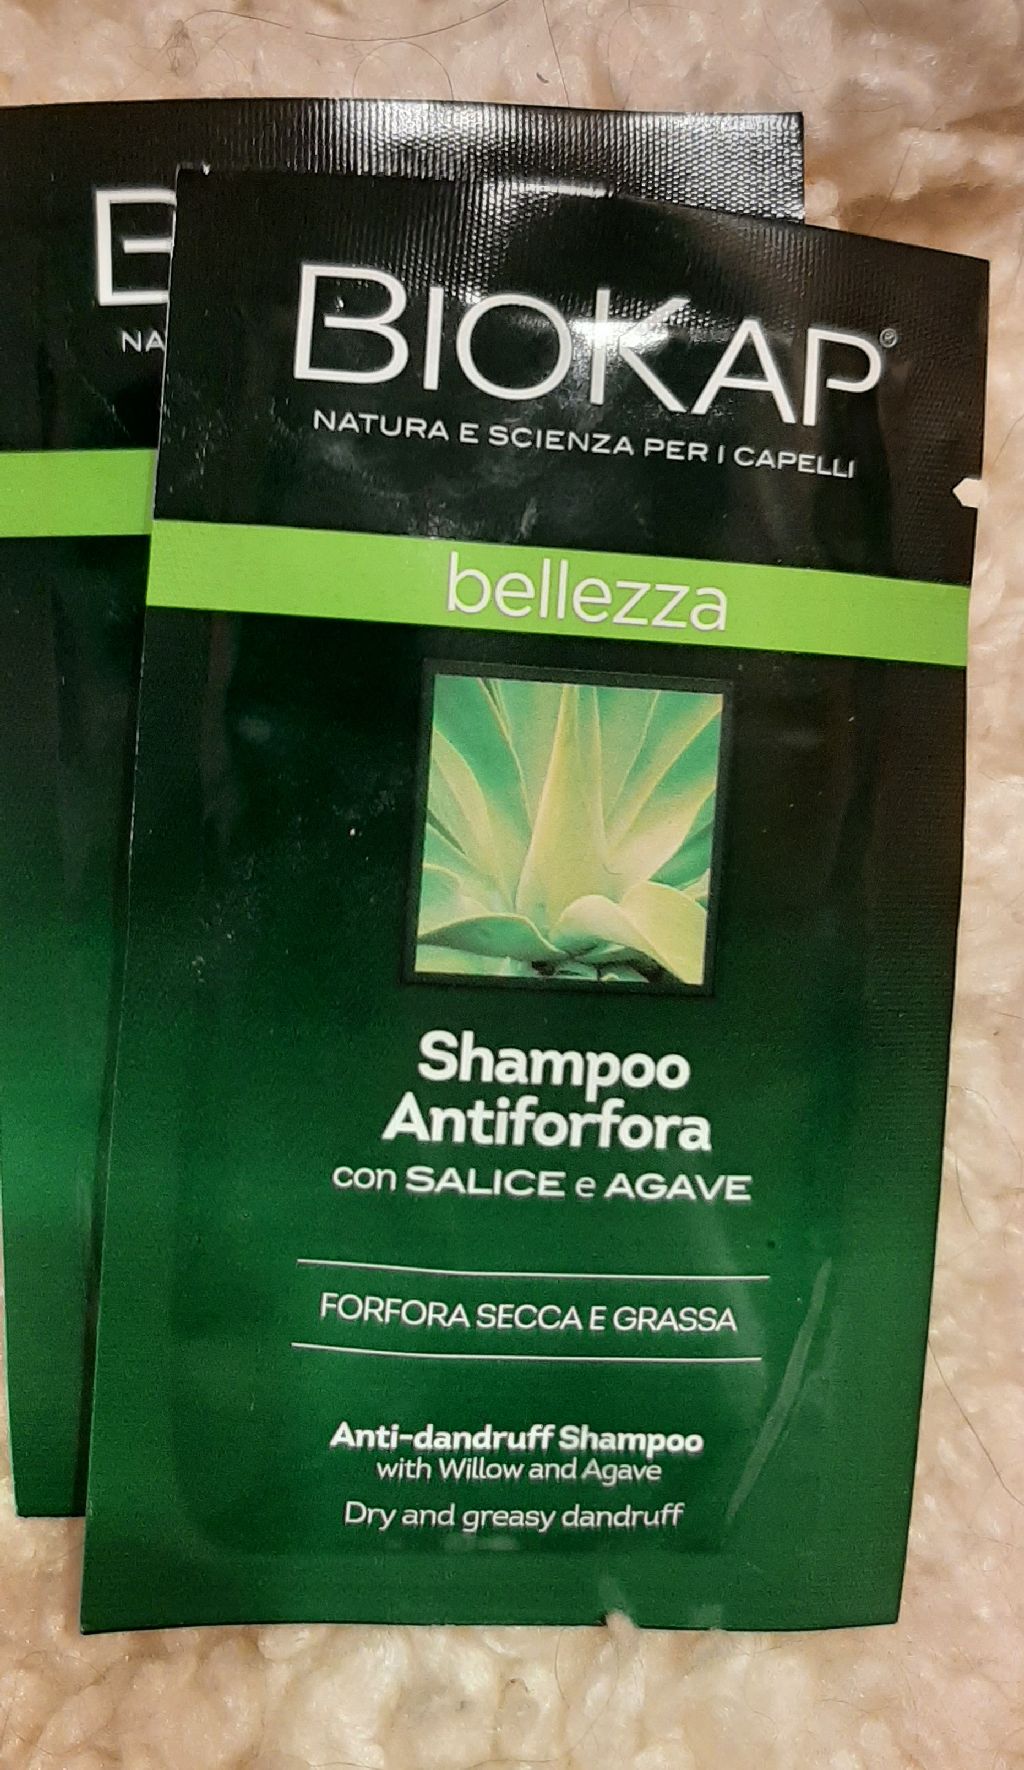 BIOKAP®
NATURA E SCIENZA PER I CAPELLI
bellezza
Shampoo
Antiforfora
con SALICE e AGAVE
FORFORA SECCA E GRASSA
Anti-dandruff Shampoo
with Willow and Agave
Dry and greasy dandruff
B
NA